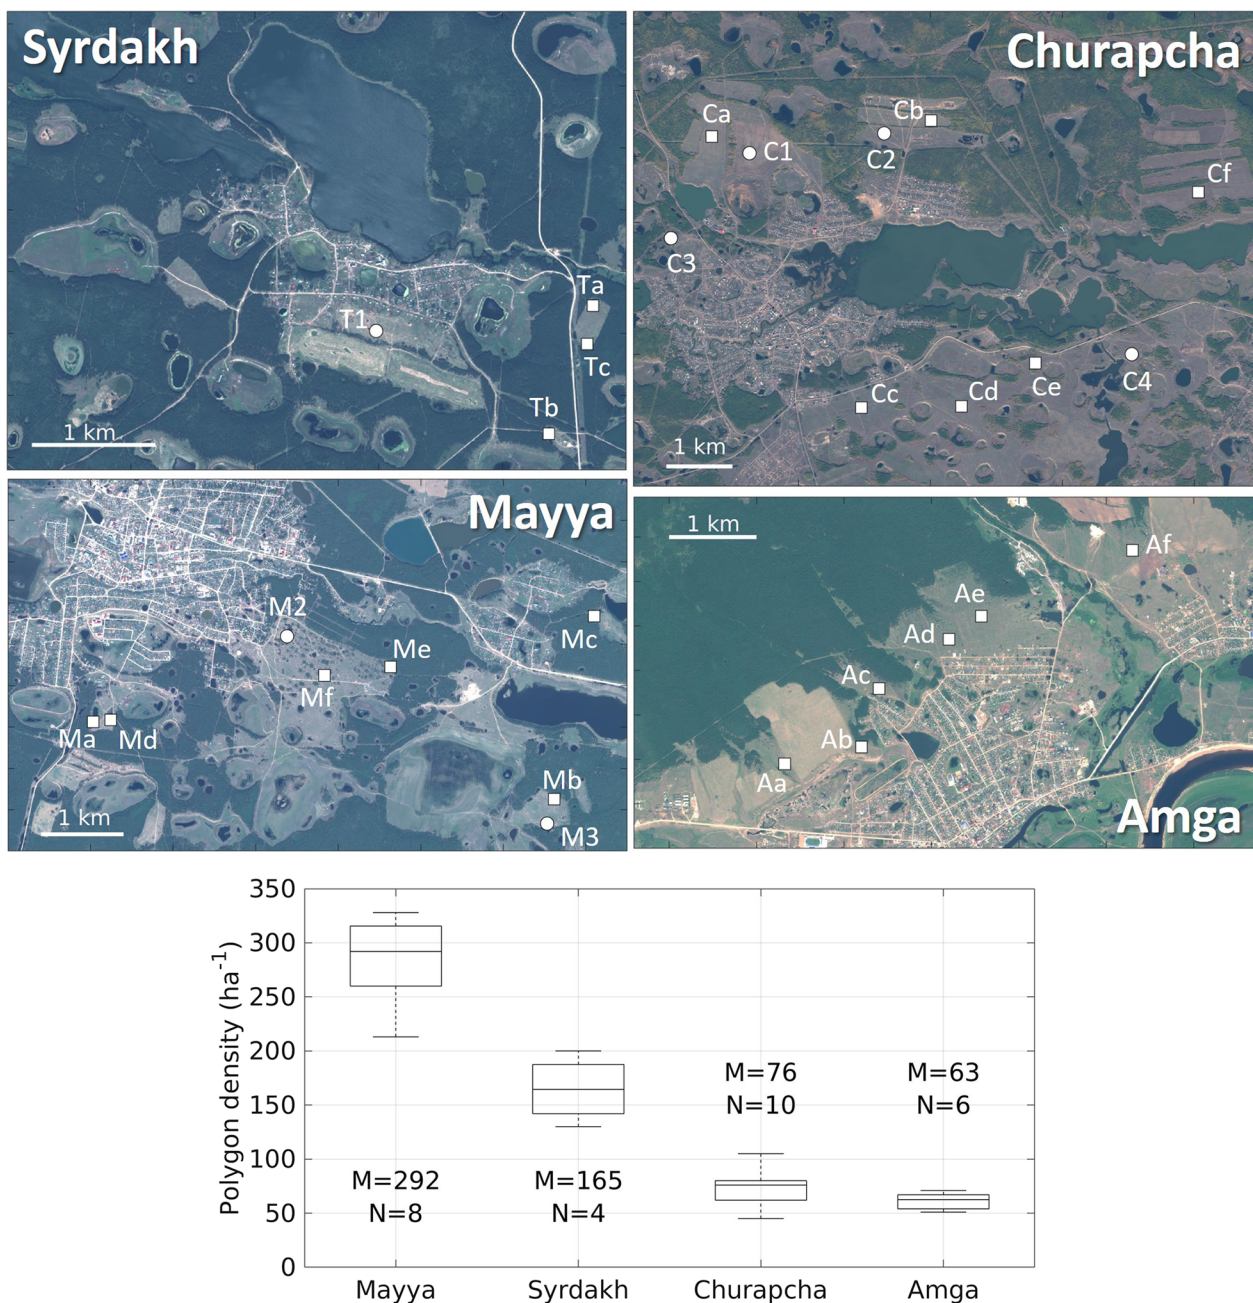 Syrdakh
T1
Ta
Tc
Tb
1 km
Churapcha
Ca
C1
Cb
C2
Cf
C3
Cc
Cd
Ce
C4
1 km
Mayya
M2
Mf
Me
Mc
Ma
Md
Mb
M3
1 km
1 km
Af
Ae
Ad
Ac
Ab
Aa
Amga
Polygon density (ha-1)
350
300
250
200
150
100
50
0
M=292
N=8
M=165
N=4
M=76
N=10
M=63
N=6
Mayya
Syrdakh
Churapcha
Amga